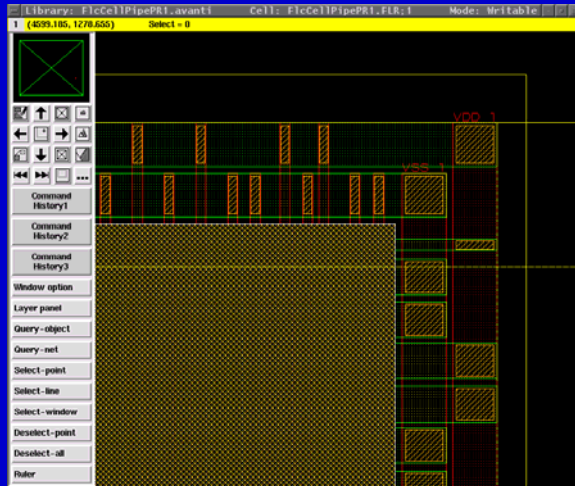 Library: FlcCellPipePR1.avanti Cell: FlcCellPipePR1.FLR;1 Mode: Writable
1 (4599.185, 1278.655) Select = 0
VDD_1
VSS_1
Command
History1
Command
History2
Command
History3
Window option
Layer panel
Query-object
Query-net
Select-point
Select-line
Select-window
Deselect-point
Deselect-all
Ruler